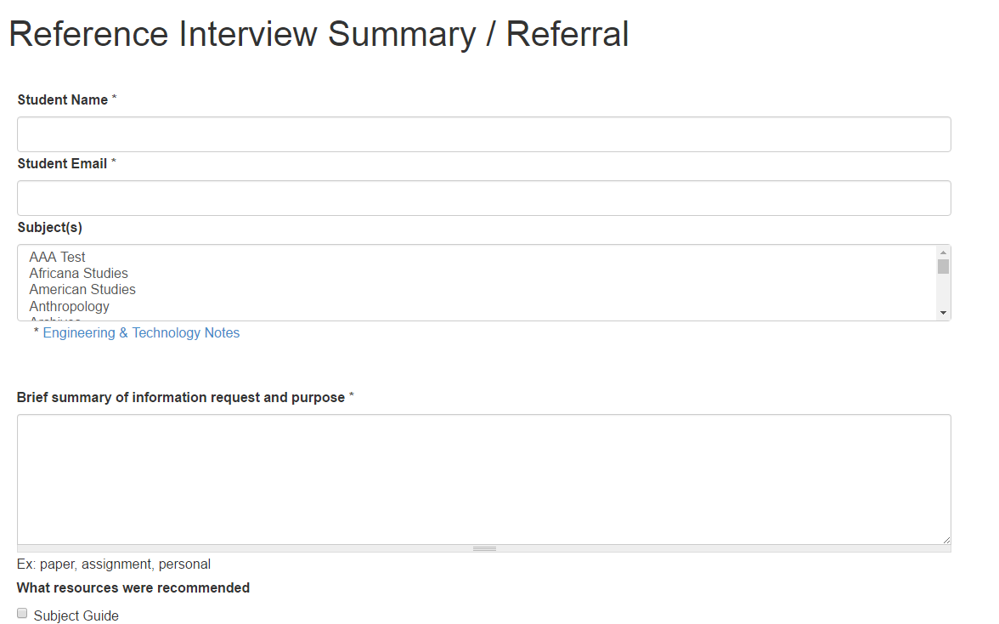 Reference Interview Summary / Referral
Student Name *
Student Email *
Subject(s)
AAA Test
Africana Studies
American Studies
Anthropology
* Engineering & Technology Notes
Brief summary of information request and purpose *
Ex: paper, assignment, personal
What resources were recommended
Subject Guide